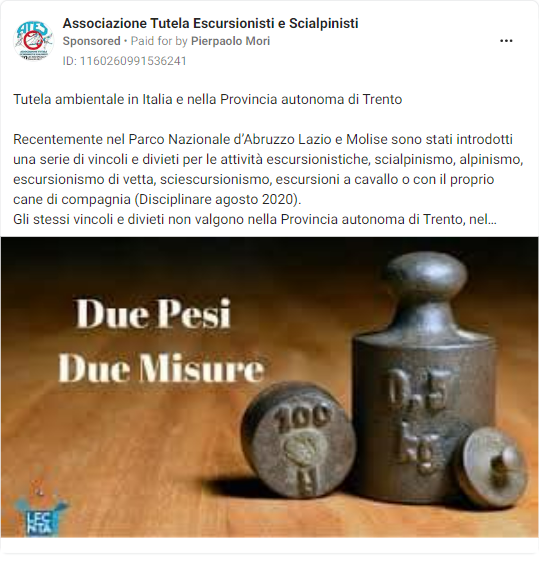 ATES
Associazione Tutela Escursionisti e Scialpinisti
Sponsored • Paid for by Pierpaolo Mori
ID: 1160260991536241
Tutela ambientale in Italia e nella Provincia autonoma di Trento
Recentemente nel Parco Nazionale d'Abruzzo Lazio e Molise sono stati introdotti
una serie di vincoli e divieti per le attività escursionistiche, scialpinismo, alpinismo,
escursionismo di vetta, sciescursionismo, escursioni a cavallo o con il proprio
cane di compagnia (Disciplinare agosto 2020).
Gli stessi vincoli e divieti non valgono nella Provincia autonoma di Trento, nel...
Due Pesi
Due Misure
0,5
kg
100